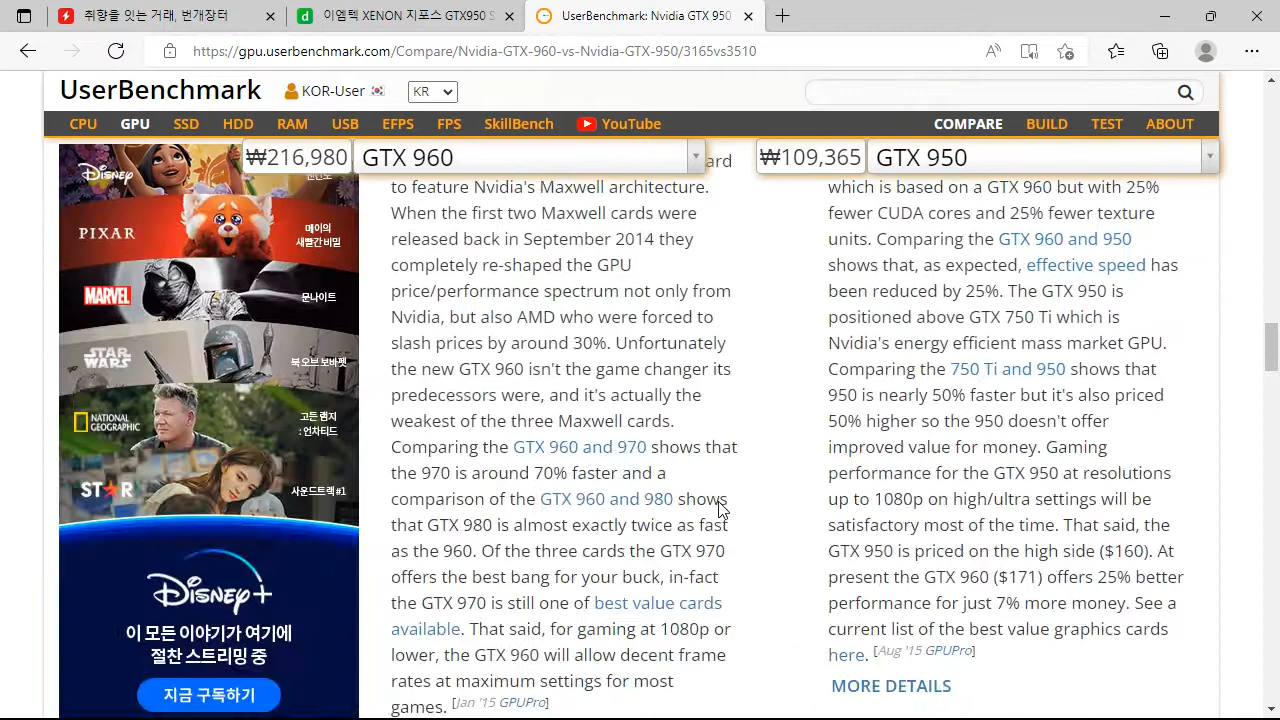 취향을 잇는 거래, 번개장터
이엠텍 XENON 지포스 GTX950 S
UserBenchmark: Nvidia GTX 950
https://gpu.userbenchmark.com/Compare/Nvidia-GTX-960-vs-Nvidia-GTX-950/3165vs3510
UserBenchmark KOR-User KR
CPU GPU SSD HDD RAM USB EFPS FPS SkillBench YouTube COMPARE BUILD TEST ABOUT
₩216,980 GTX 960
₩109,365 GTX 950
Disney
PIXAR
메이의
새빨간 비밀
MARVEL
문나이트
STAR
WARS
북 오브 보바펫
NATIONAL
GEOGRAPHIC
고든 램지
: 언차티드
STAR
사운드트랙 #1
Disney+
이 모든 이야기가 여기에
절찬 스트리밍 중
지금 구독하기
ard
to feature Nvidia's Maxwell architecture.
When the first two Maxwell cards were
released back in September 2014 they
completely re-shaped the GPU
price/performance spectrum not only from
Nvidia, but also AMD who were forced to
slash prices by around 30%. Unfortunately
the new GTX 960 isn't the game changer its
predecessors were, and it's actually the
weakest of the three Maxwell cards.
Comparing the GTX 960 and 970 shows that
the 970 is around 70% faster and a
comparison of the GTX 960 and 980 shows
that GTX 980 is almost exactly twice as fast
as the 960. Of the three cards the GTX 970
offers the best bang for your buck, in-fact
the GTX 970 is still one of best value cards
available. That said, for gaming at 1080p or
lower, the GTX 960 will allow decent frame
rates at maximum settings for most
games. [Jan '15 GPUPro]
which is based on a GTX 960 but with 25%
fewer CUDA cores and 25% fewer texture
units. Comparing the GTX 960 and 950
shows that, as expected, effective speed has
been reduced by 25%. The GTX 950 is
positioned above GTX 750 Ti which is
Nvidia's energy efficient mass market GPU.
Comparing the 750 Ti and 950 shows that
950 is nearly 50% faster but it's also priced
50% higher so the 950 doesn't offer
improved value for money. Gaming
performance for the GTX 950 at resolutions
up to 1080p on high/ultra settings will be
satisfactory most of the time. That said, the
GTX 950 is priced on the high side ($160). At
present the GTX 960 ($171) offers 25% better
performance for just 7% more money. See a
current list of the best value graphics cards
here. [Aug '15 GPUPro]
MORE DETAILS